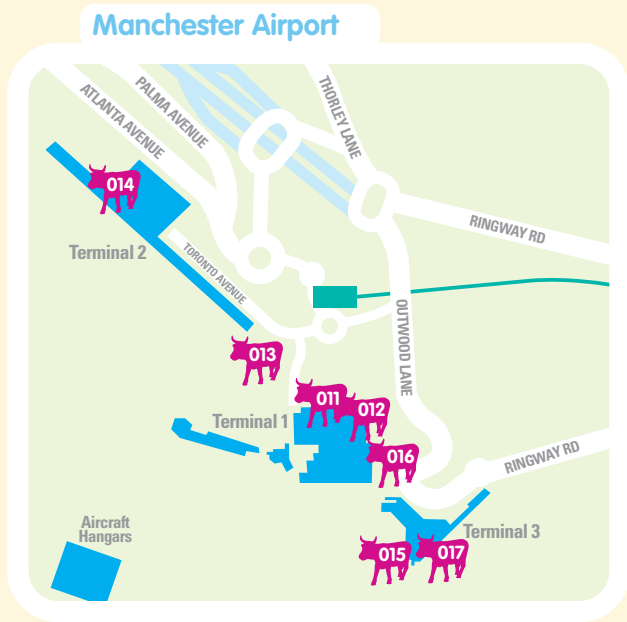 Manchester Airport
THORLEY LANE
PALMA AVENUE
ATLANTA AVENUE
014
RINGWAY RD
Terminal 2
TORONTO AVENUE
OUTWOOD LANE
013
011
012
Terminal 1
016
RINGWAY RD
Aircraft
Hangars
Terminal 3
015
017